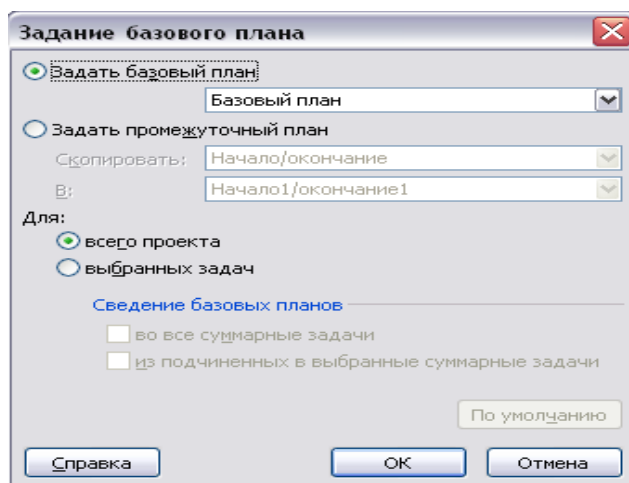 Задание базового плана
Задать базовый план
Базовый план
Задать промежуточный план
Скопировать: Начало/окончание
В: Начало1/окончание1
Для:
всего проекта
выбранных задач
Сведение базовых планов
во все суммарные задачи
из подчиненных в выбранные суммарные задачи
По умолчанию
Справка ОК Отмена